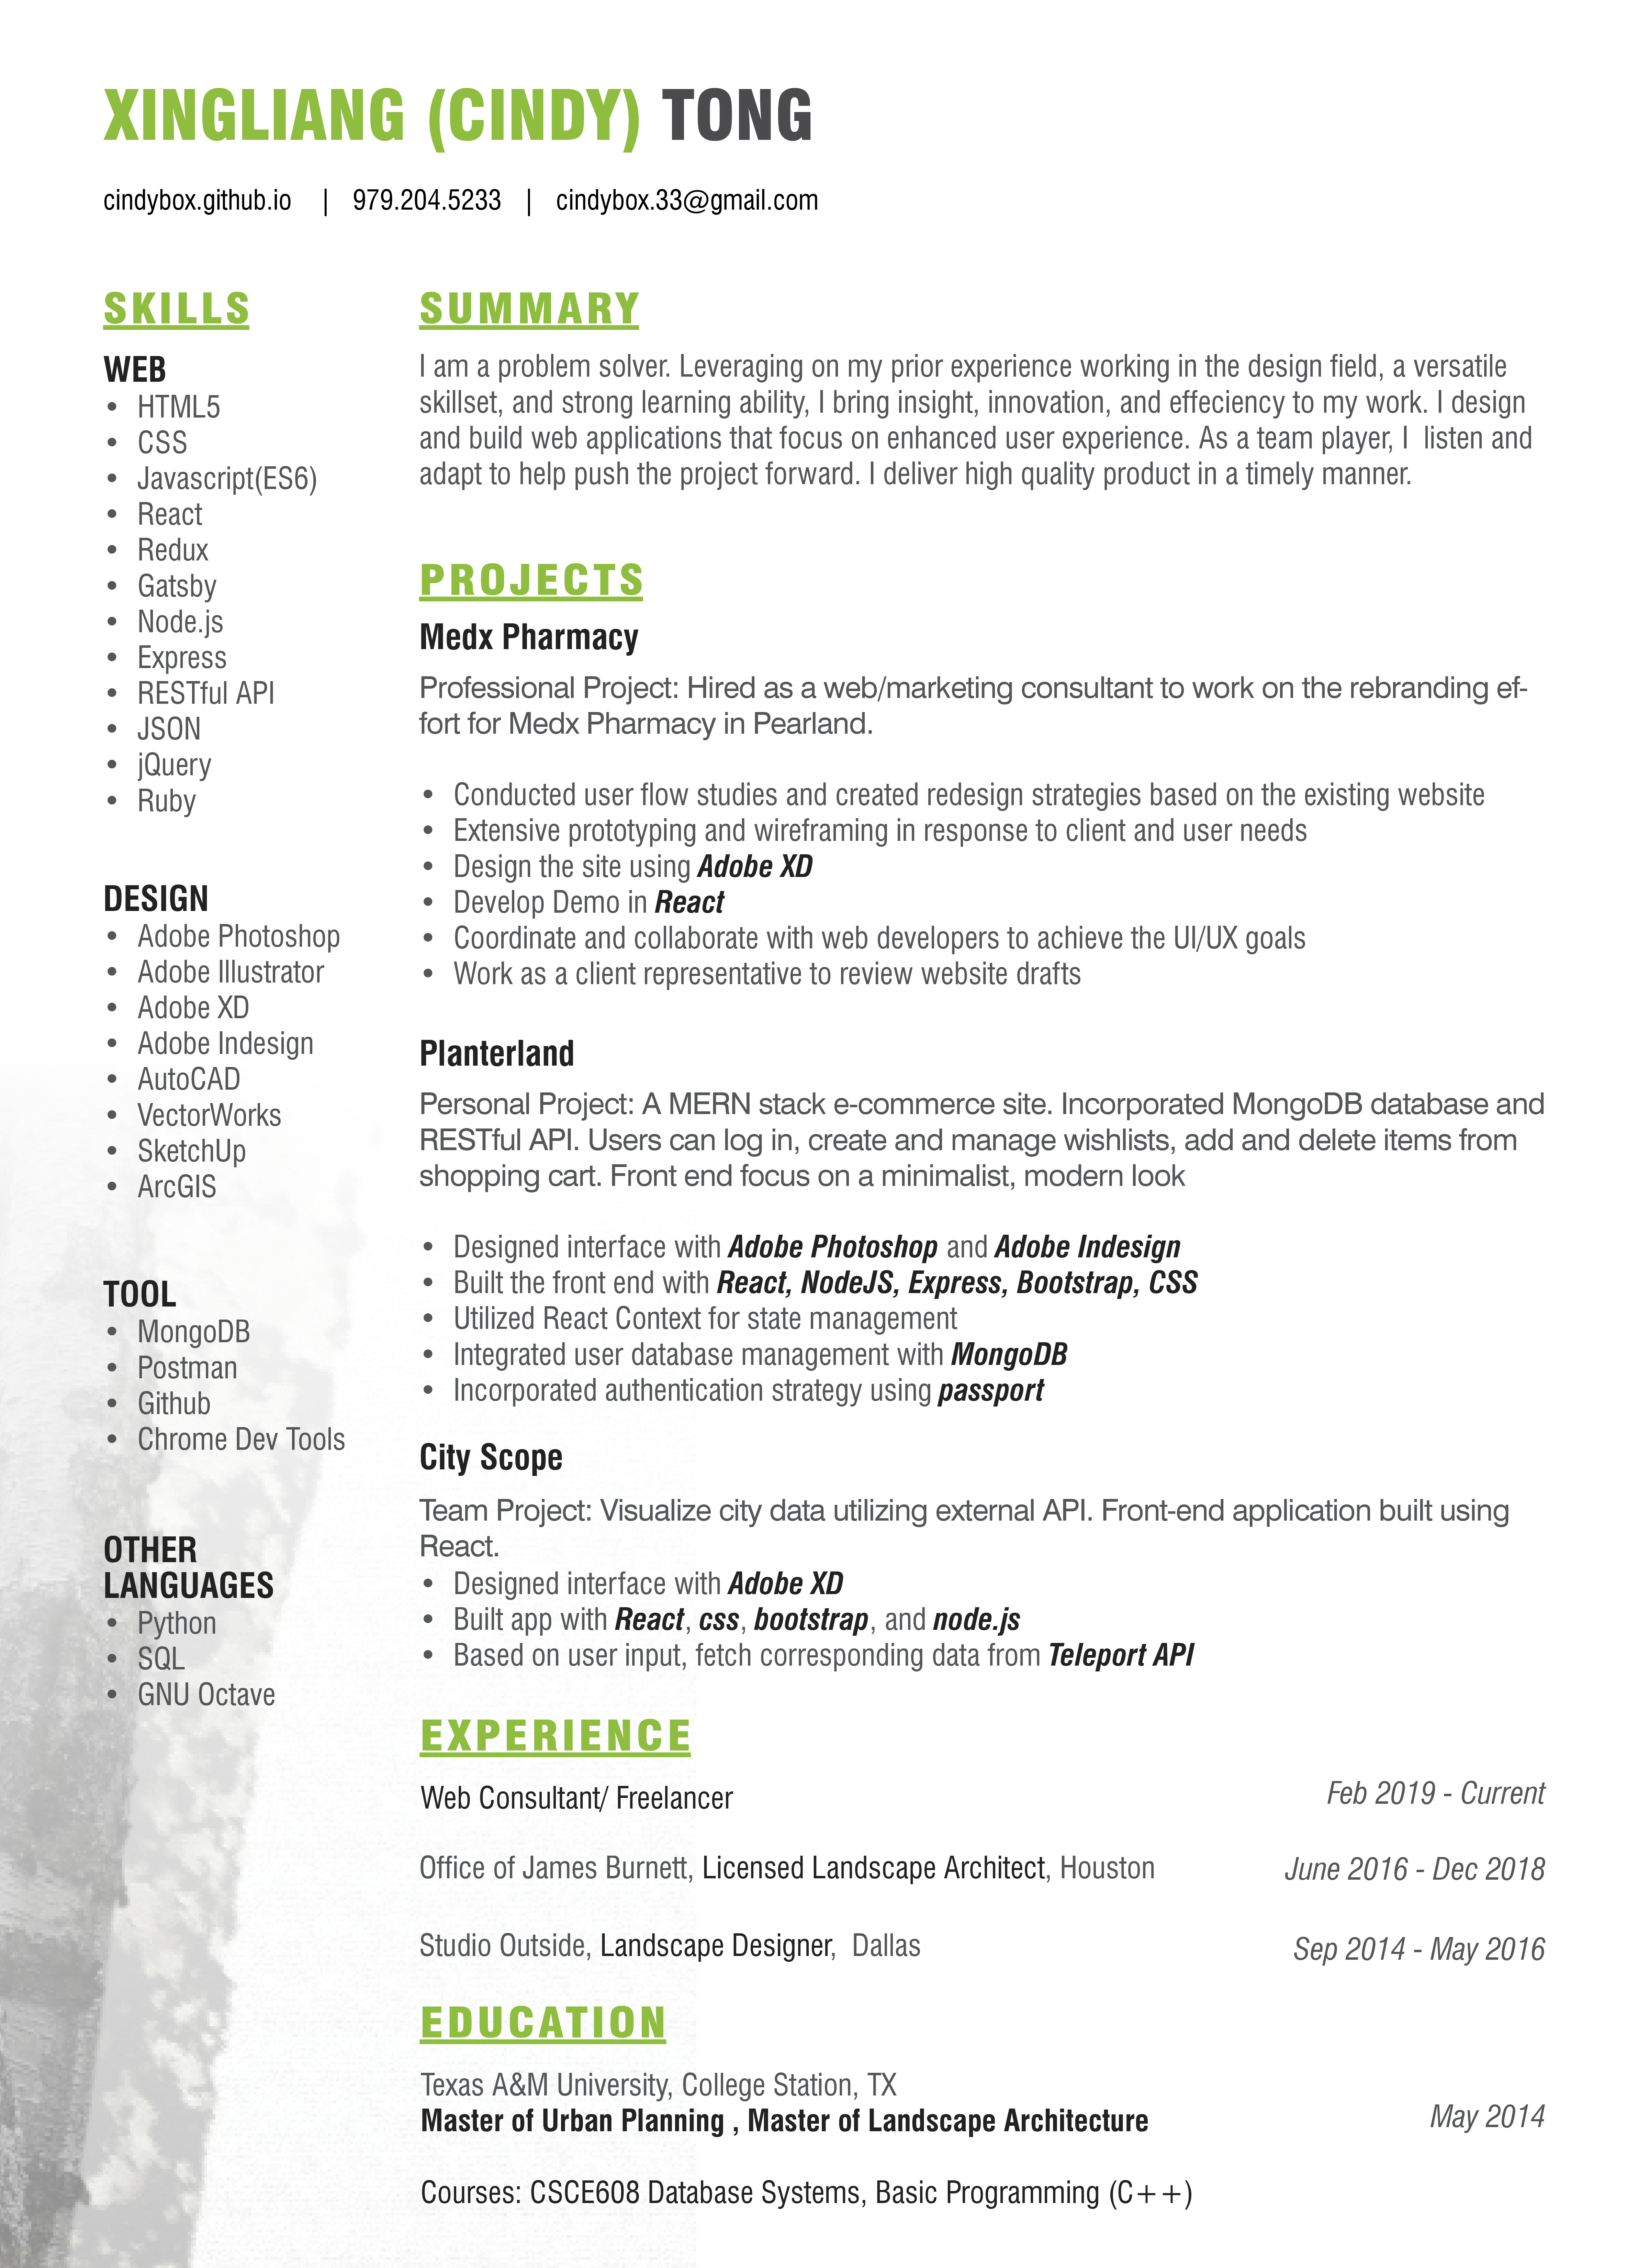 XINGLIANG (CINDY) TONG
cindybox.github.io | 979.204.5233 | cindybox.33@gmail.com
SKILLS
WEB
• HTML5
• CSS
• Javascript(ES6)
• React
• Redux
• Gatsby
• Node.js
• Express
• RESTful API
• JSON
• jQuery
• Ruby
DESIGN
• Adobe Photoshop
• Adobe Illustrator
• Adobe XD
• Adobe Indesign
• AutoCAD
• VectorWorks
• SketchUp
• ArcGIS
TOOL
• MongoDB
• Postman
• Github
• Chrome Dev Tools
OTHER
LANGUAGES
• Python
• SQL
• GNU Octave
SUMMARY
I am a problem solver. Leveraging on my prior experience working in the design field, a versatile
skillset, and strong learning ability, I bring insight, innovation, and effeciency to my work. I design
and build web applications that focus on enhanced user experience. As a team player, I listen and
adapt to help push the project forward. I deliver high quality product in a timely manner.
PROJECTS
Medx Pharmacy
Professional Project: Hired as a web/marketing consultant to work on the rebranding ef-
fort for Medx Pharmacy in Pearland.
• Conducted user flow studies and created redesign strategies based on the existing website
• Extensive prototyping and wireframing in response to client and user needs
• Design the site using Adobe XD
• Develop Demo in React
• Coordinate and collaborate with web developers to achieve the UI/UX goals
• Work as a client representative to review website drafts
Planterland
Personal Project: A MERN stack e-commerce site. Incorporated MongoDB database and
RESTful API. Users can log in, create and manage wishlists, add and delete items from
shopping cart. Front end focus on a minimalist, modern look
• Designed interface with Adobe Photoshop and Adobe Indesign
• Built the front end with React, NodeJS, Express, Bootstrap, CSS
• Utilized React Context for state management
• Integrated user database management with MongoDB
• Incorporated authentication strategy using passport
City Scope
Team Project: Visualize city data utilizing external API. Front-end application built using
React.
• Designed interface with Adobe XD
• Built app with React, css, bootstrap, and node.js
• Based on user input, fetch corresponding data from Teleport API
EXPERIENCE
Web Consultant/ Freelancer Feb 2019 - Current
Office of James Burnett, Licensed Landscape Architect, Houston June 2016 - Dec 2018
Studio Outside, Landscape Designer, Dallas Sep 2014 - May 2016
EDUCATION
Texas A&M University, College Station, TX
Master of Urban Planning , Master of Landscape Architecture May 2014
Courses: CSCE608 Database Systems, Basic Programming (C++)